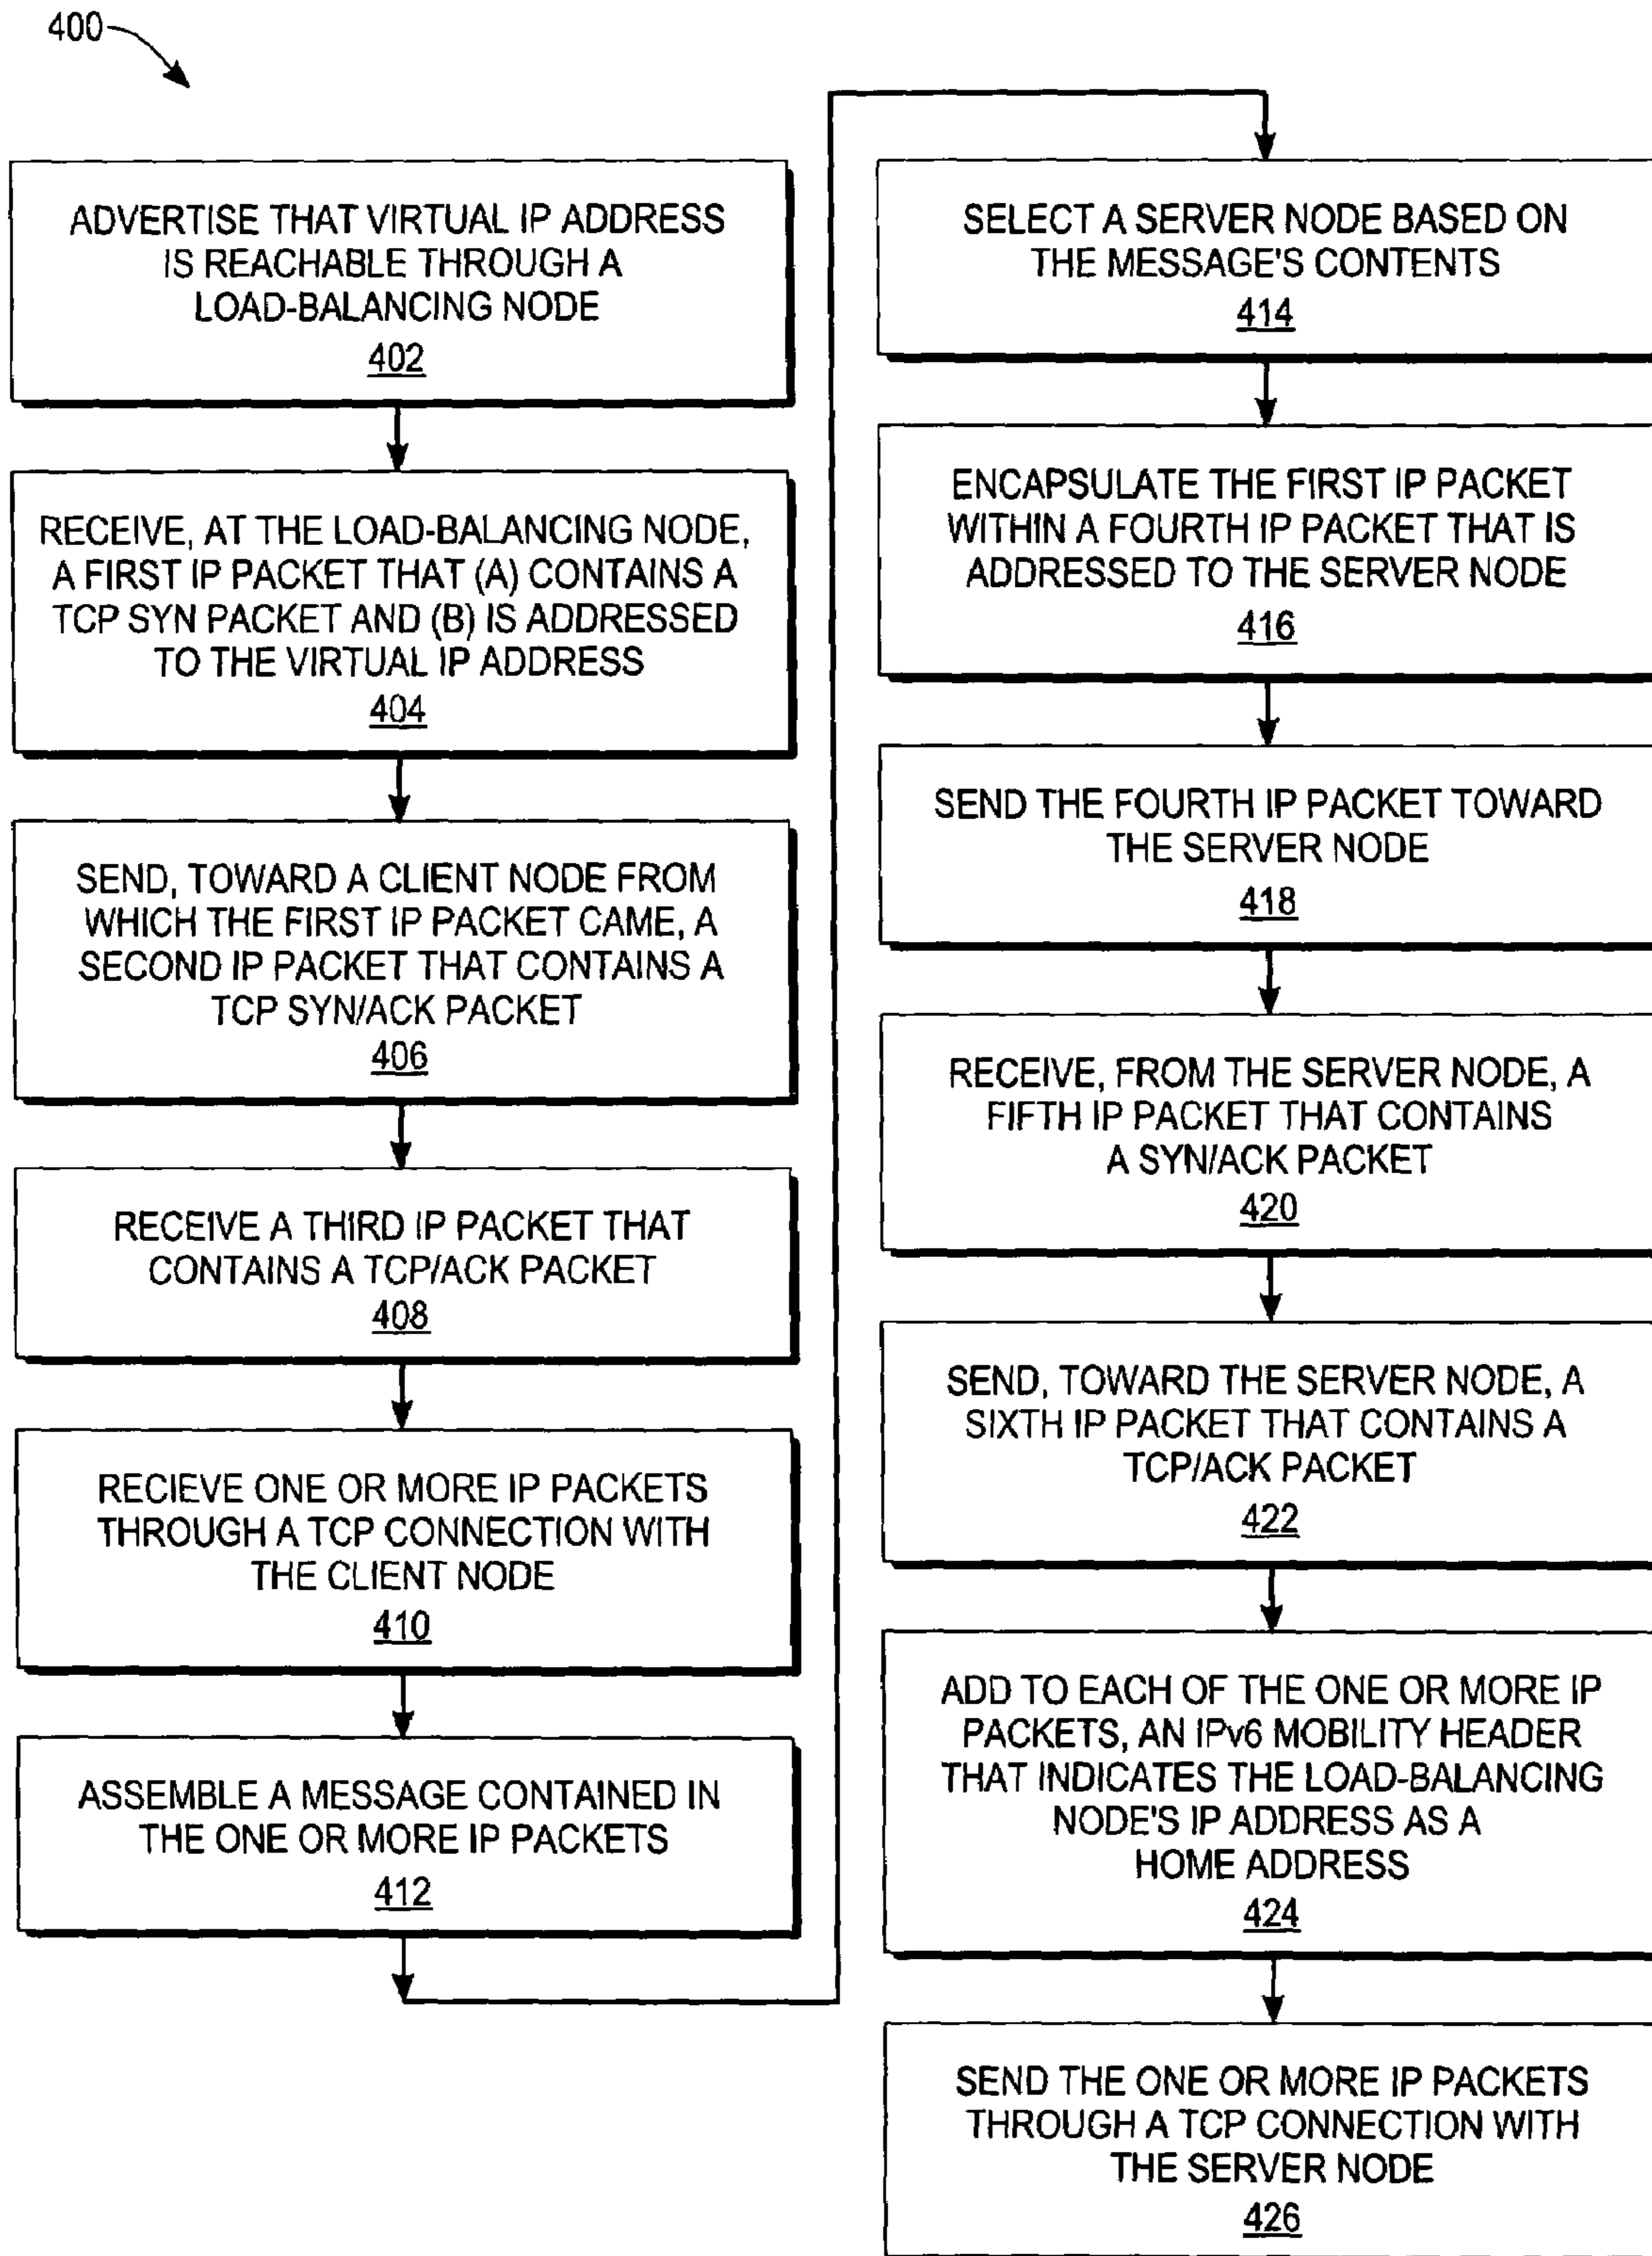 400
ADVERTISE THAT VIRTUAL IP ADDRESS
IS REACHABLE THROUGH A
LOAD-BALANCING NODE
402
RECEIVE, AT THE LOAD-BALANCING NODE,
A FIRST IP PACKET THAT (A) CONTAINS A
TCP SYN PACKET AND (B) IS ADDRESSED
TO THE VIRTUAL IP ADDRESS
404
SEND, TOWARD A CLIENT NODE FROM
WHICH THE FIRST IP PACKET CAME, A
SECOND IP PACKET THAT CONTAINS A
TCP SYN/ACK PACKET
406
RECEIVE A THIRD IP PACKET THAT
CONTAINS A TCP/ACK PACKET
408
RECIEVE ONE OR MORE IP PACKETS
THROUGH A TCP CONNECTION WITH
THE CLIENT NODE
410
ASSEMBLE A MESSAGE CONTAINED IN
THE ONE OR MORE IP PACKETS
412
SELECT A SERVER NODE BASED ON
THE MESSAGE'S CONTENTS
414
ENCAPSULATE THE FIRST IP PACKET
WITHIN A FOURTH IP PACKET THAT IS
ADDRESSED TO THE SERVER NODE
416
SEND THE FOURTH IP PACKET TOWARD
THE SERVER NODE
418
RECEIVE, FROM THE SERVER NODE, A
FIFTH IP PACKET THAT CONTAINS
A SYN/ACK PACKET
420
SEND, TOWARD THE SERVER NODE, A
SIXTH IP PACKET THAT CONTAINS A
TCP/ACK PACKET
422
ADD TO EACH OF THE ONE OR MORE IP
PACKETS, AN IPv6 MOBILITY HEADER
THAT INDICATES THE LOAD-BALANCING
NODE'S IP ADDRESS AS A
HOME ADDRESS
424
SEND THE ONE OR MORE IP PACKETS
THROUGH A TCP CONNECTION WITH
THE SERVER NODE
426